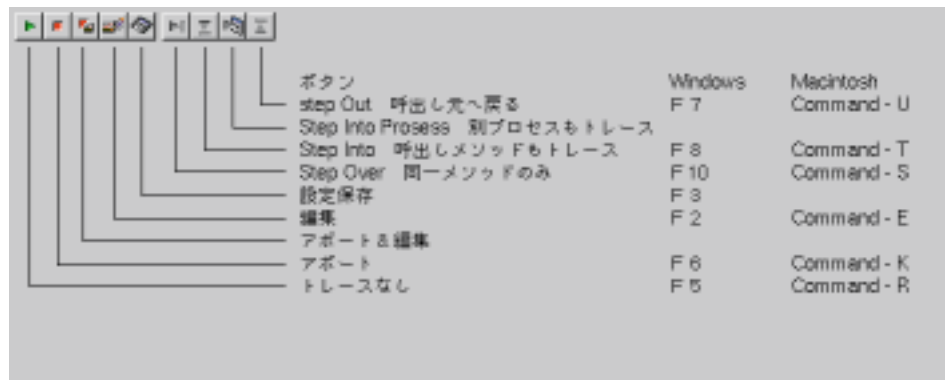 ボタン Windows Macintosh
step Out 呼出し元へ戻る F 7 Command - U
Step Into Prosess 別プロセスもトレース
Step Into 呼出しメソッドもトレース F 8 Command - T
Step Over 同一メソッドのみ F 10 Command - S
設定保存 F 3
編集 F 2 Command - E
アボート&編集
アボート F 6 Command - K
トレースなし F 5 Command - R